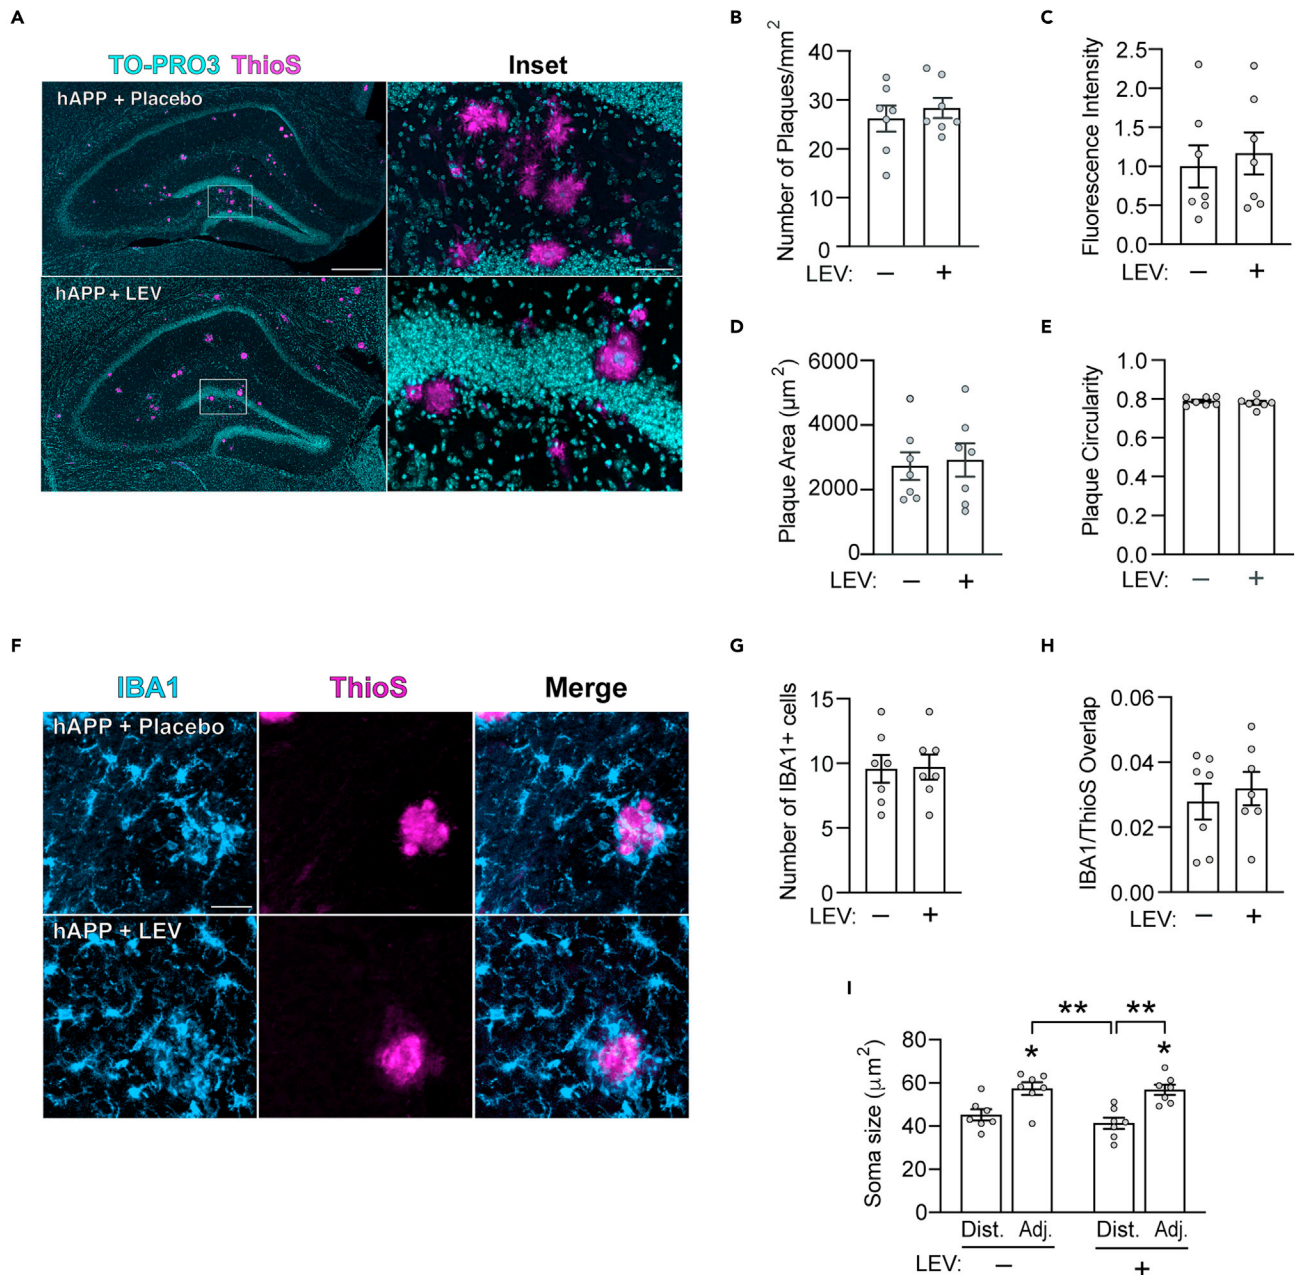 A
TO-PRO3 ThioS
Inset
hAPP + Placebo
hAPP + LEV
B
Number of Plaques/mm2
40
30
20
10
0
LEV: − +
C
Fluorescence Intensity
2.5
2.0
1.5
1.0
0.5
0.0
LEV: − +
D
Plaque Area (µm2)
6000
4000
2000
0
LEV: − +
E
Plaque Circularity
1.0
0.8
0.6
0.4
0.2
0.0
LEV: − +
F
IBA1
ThioS
Merge
hAPP + Placebo
hAPP + LEV
G
Number of IBA1+ cells
15
10
5
0
LEV: − +
H
IBA1/ThioS Overlap
0.06
0.04
0.02
0.00
LEV: − +
I
Soma size (µm2)
80
60
40
20
0
** **
* *
Dist. Adj. Dist. Adj.
LEV: − +